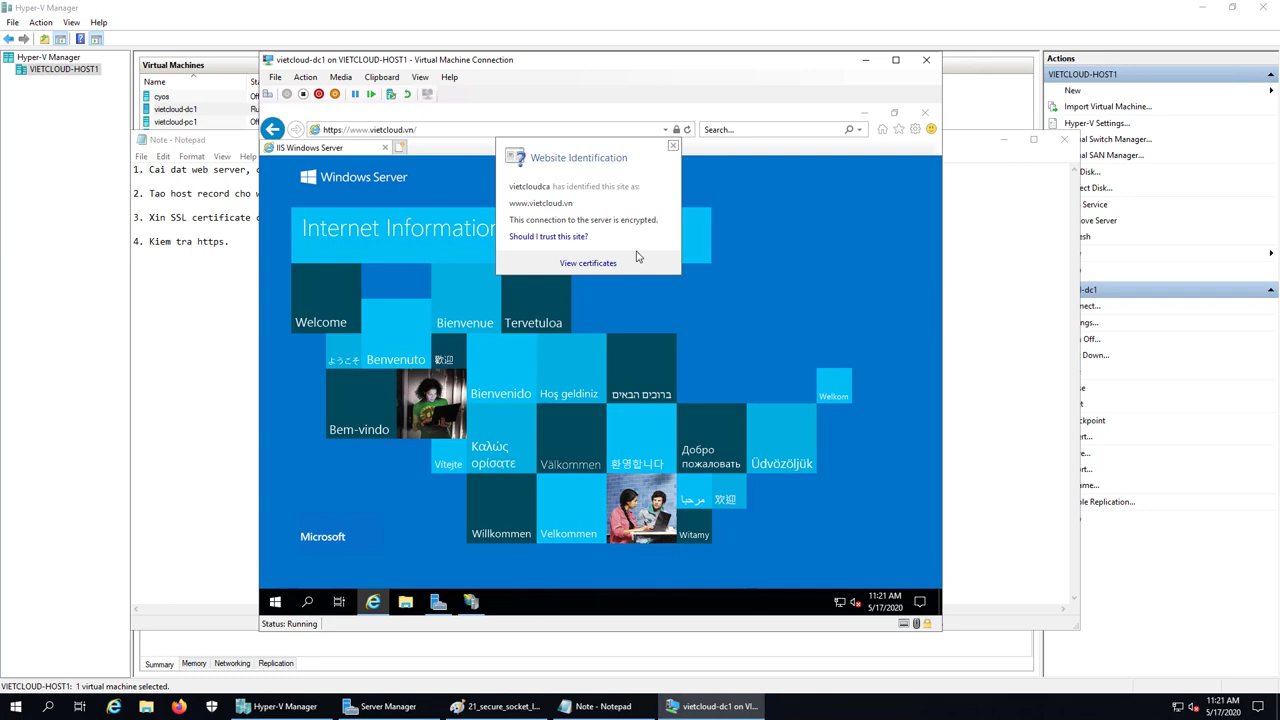 Hyper-V Manager
File Action View Help
Hyper-V Manager
VIETCLOUD-HOST1
Virtual Machines
Name
cyos
vietcloud-dc1
vietcloud-pc1
Note - Notepad
File Edit Format View Help
1. Cai dat web server,
2. Tao host record cho
3. Xin SSL certificate
4. Kiem tra https.
vietcloud-dc1 on VIETCLOUD-HOST1 - Virtual Machine Connection
File Action Media Clipboard View Help
https://www.vietcloud.vn/
Search...
IIS Windows Server
Windows Server
Internet Information
Website Identification
vietcloudca has identified this site as:
www.vietcloud.vn
This connection to the server is encrypted.
Should I trust this site?
View certificates
Welcome
Bienvenue
Tervetuloa
ようこそ
Benvenuto
歡迎
Bienvenido
Hoş geldiniz
ברוכים הבאים
Welkom
Bem-vindo
Vítejte
Καλώς
ορίσατε
Välkommen
환영합니다
Добро
пожаловать
Üdvözöljük
مرحبا
欢迎
Willkommen
Velkommen
Witamy
Microsoft
11:21 AM
5/17/2020
Status: Running
Actions
VIETCLOUD-HOST1
New
Import Virtual Machine...
Hyper-V Settings...
Virtual Switch Manager...
Virtual SAN Manager...
Disk...
Service
Server
-dc1
Connect...
Summary Memory Networking Replication
VIETCLOUD-HOST1: 1 virtual machine selected.
Hyper-V Manager
Server Manager
21_secure_socket_l...
Note - Notepad
vietcloud-dc1 on VI...
11:21 AM
5/17/2020